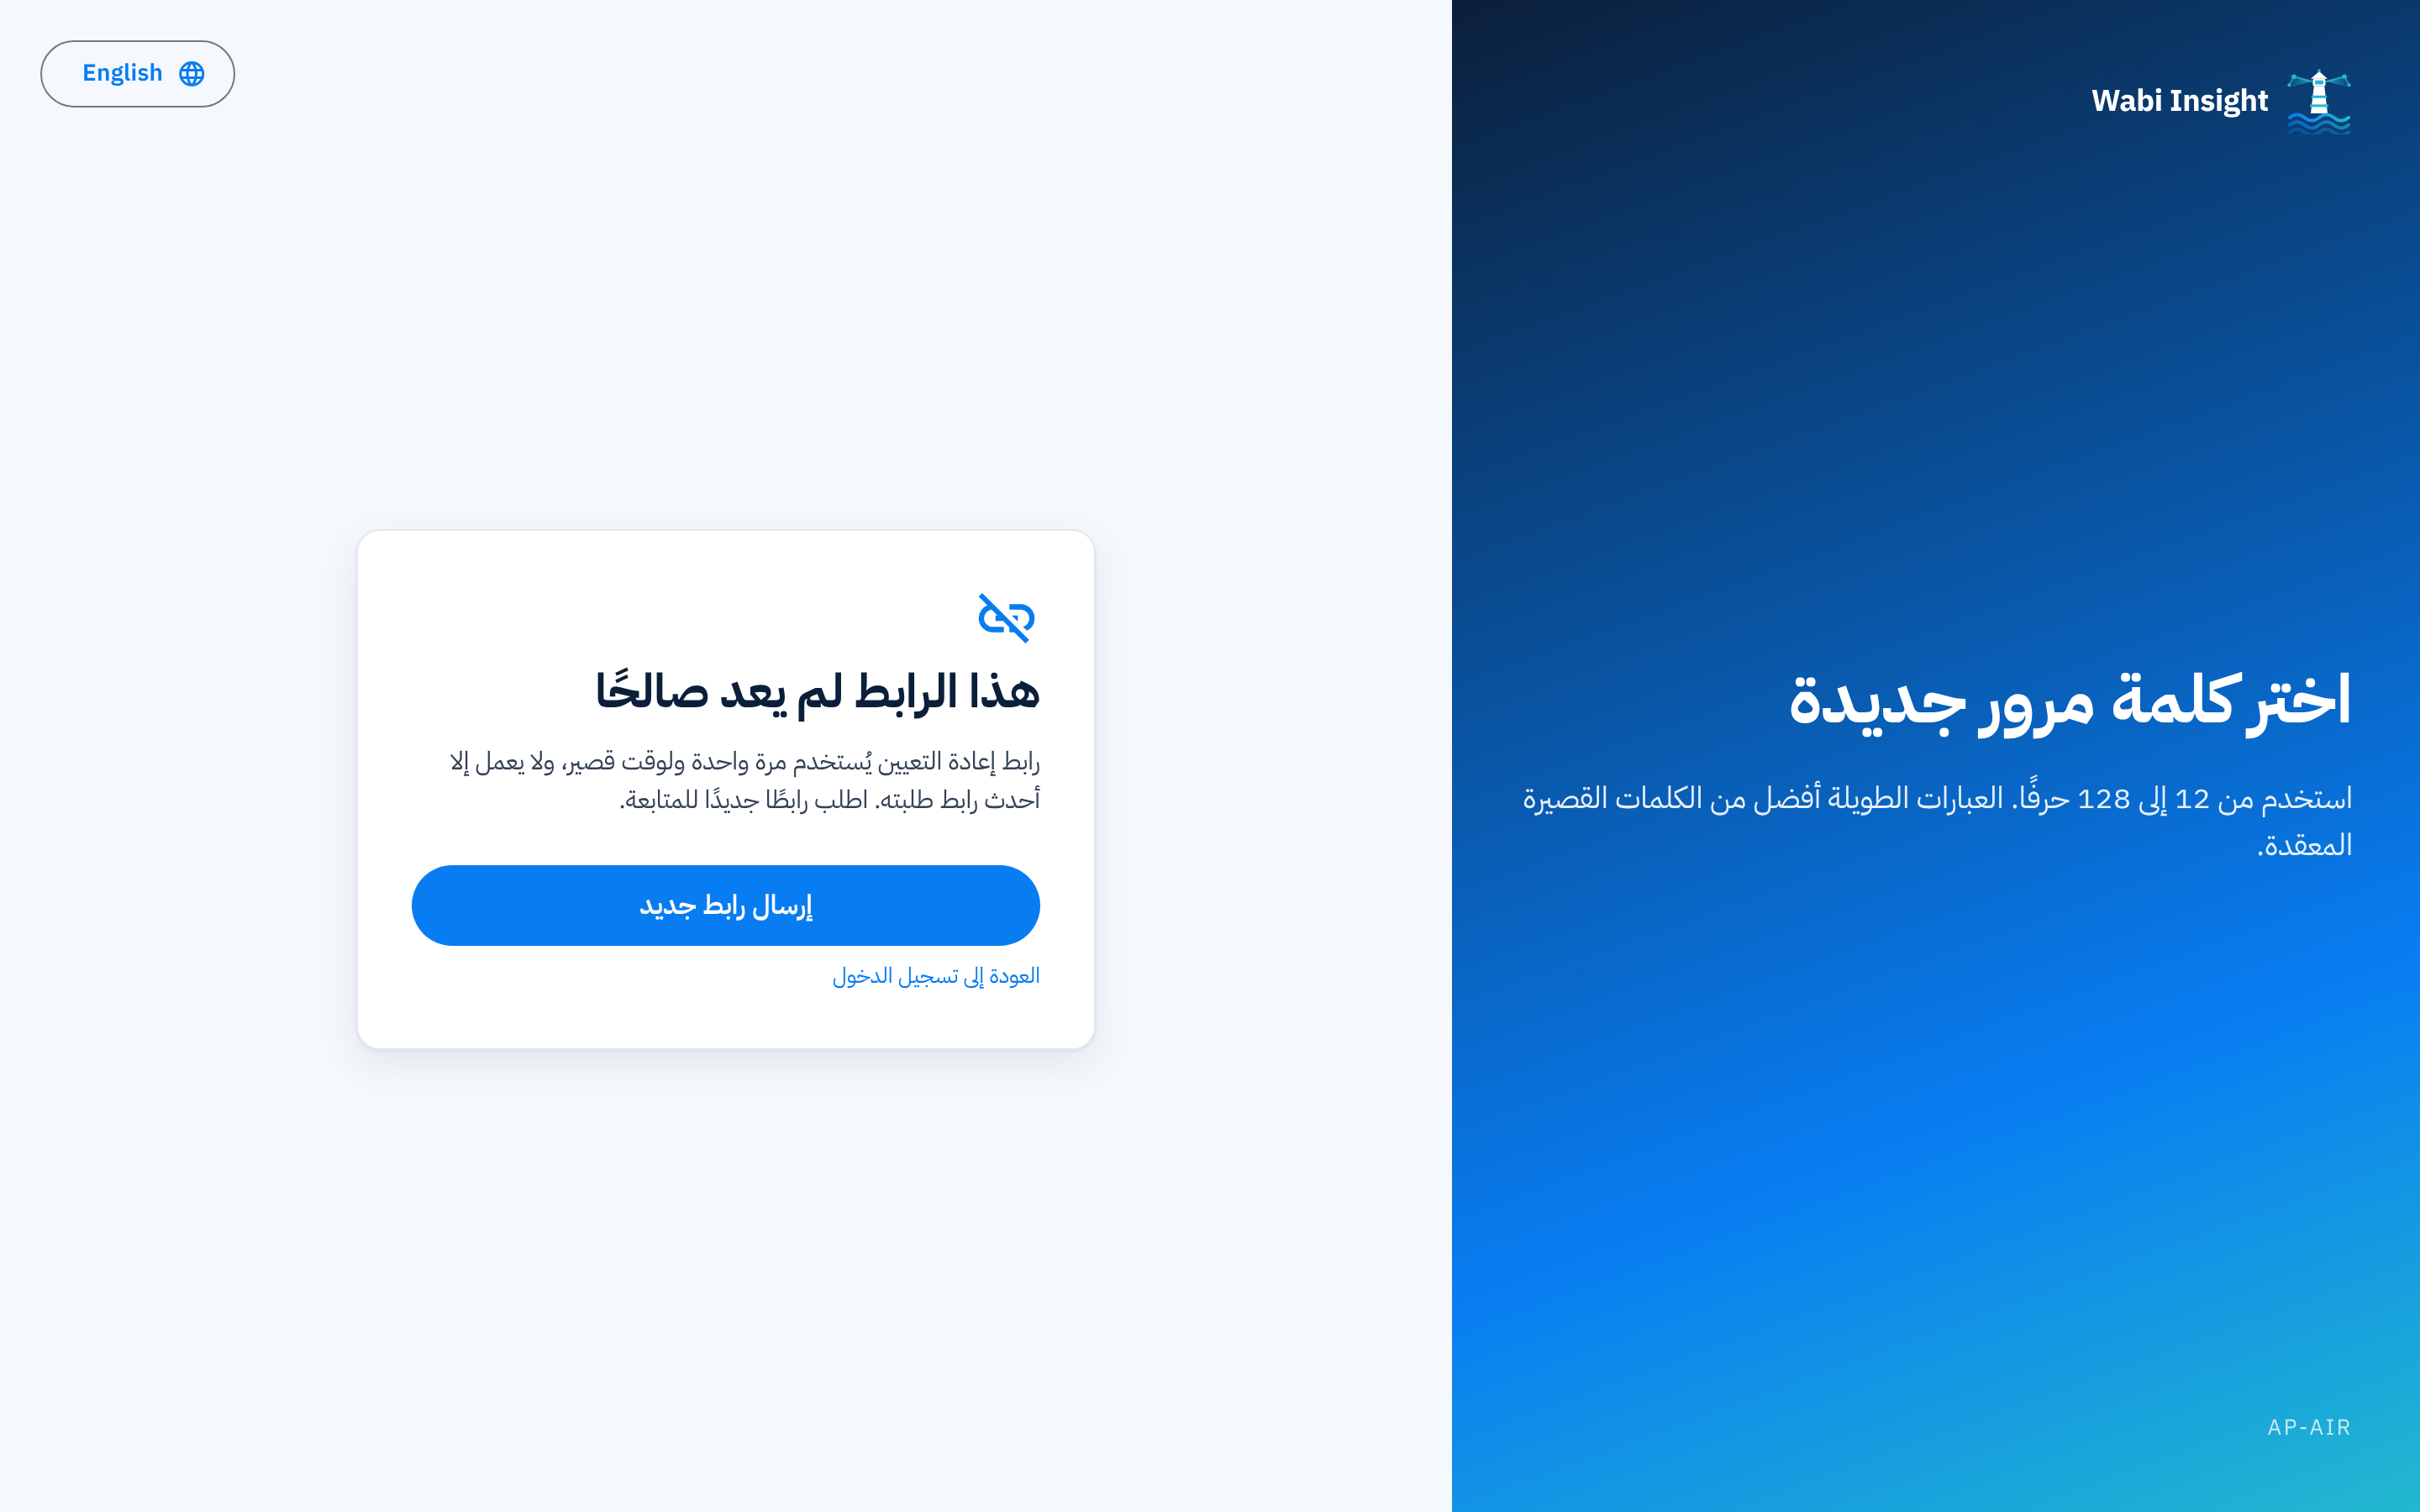 Wabi Insight
English
اختر كلمة مرور جديدة
استخدم من 12 إلى 128 حرفًا. العبارات الطويلة أفضل من الكلمات القصيرة
المعقدة.
AP-AIR
هذا الرابط لم يعد صالحًا
رابط إعادة التعيين يُستخدم مرة واحدة ولوقت قصير، ولا يعمل إلا
أحدث رابط طلبته. اطلب رابطًا جديدًا للمتابعة.
إرسال رابط جديد
العودة إلى تسجيل الدخول